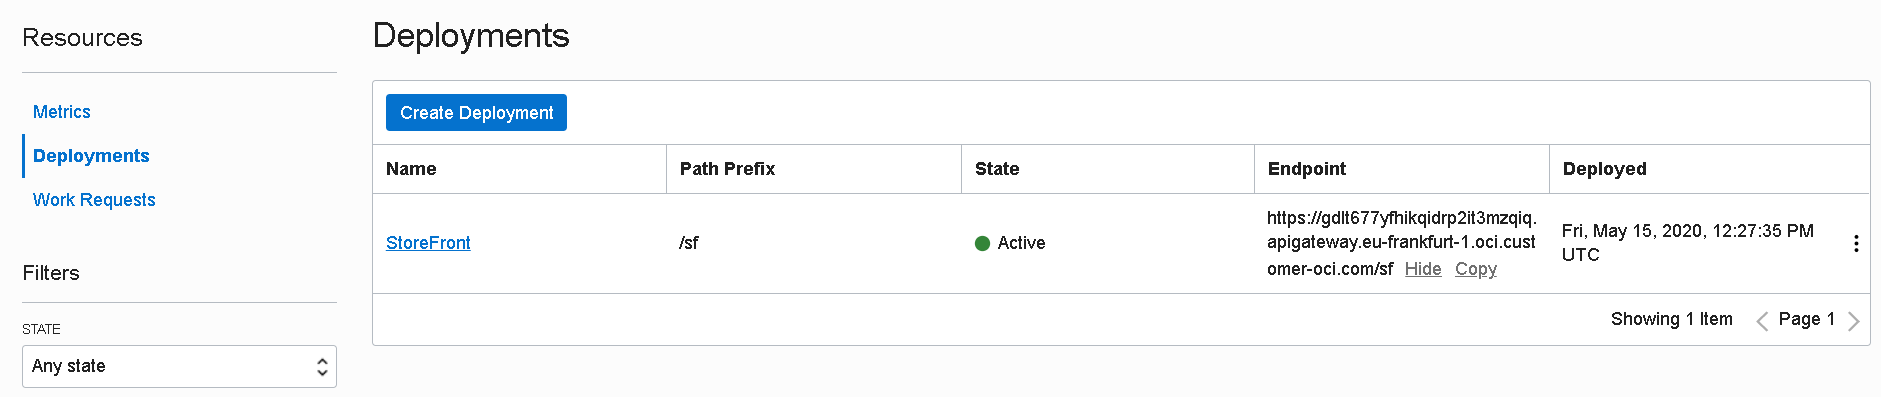 Resources
Metrics
Deployments
Work Requests
Filters
STATE
Any state
Deployments
Create Deployment
Name Path Prefix State Endpoint Deployed
StoreFront /sf Active
https://gdlt677yfhikqidrp2it3mzqiq.
apigateway.eu-frankfurt-1.oci.cust
omer-oci.com/sf Hide Copy
Fri, May 15, 2020, 12:27:35 PM
UTC
Showing 1 Item Page 1